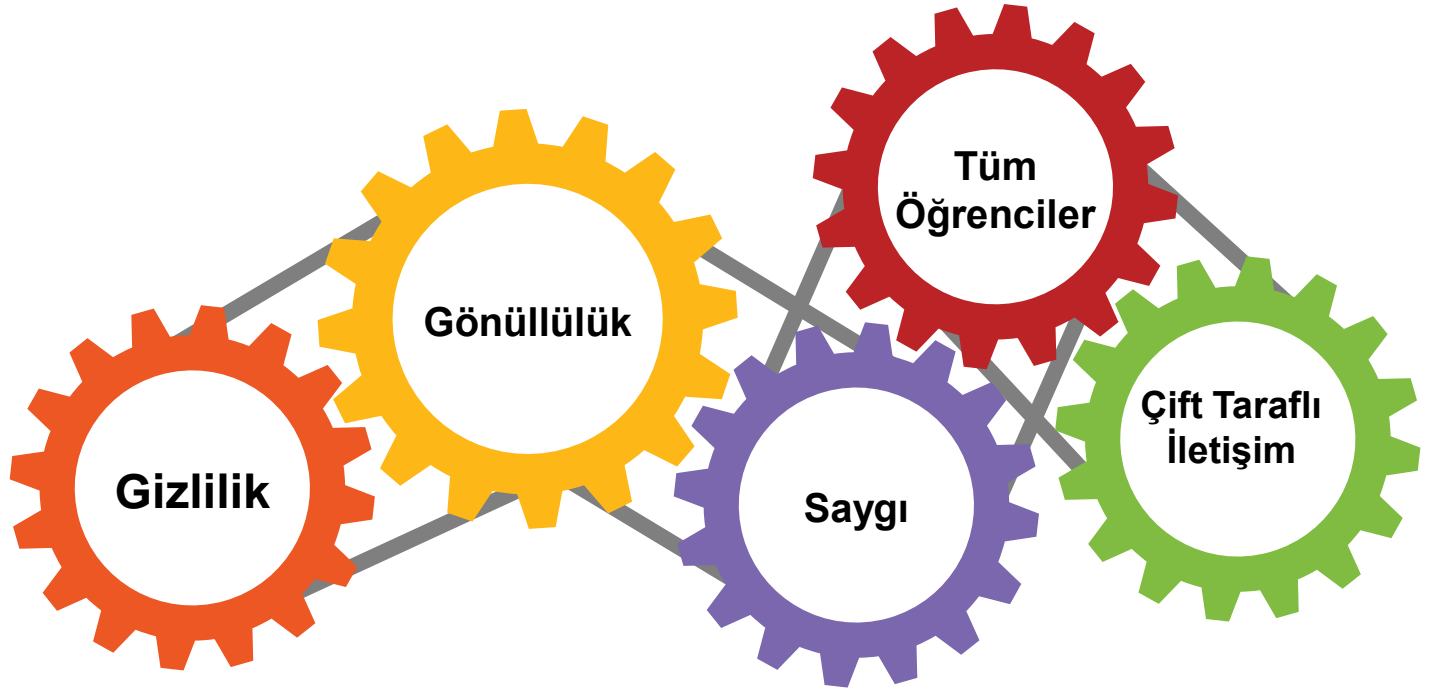 Gizlilik
Gönüllülük
Saygı
Tüm
Öğrenciler
Çift Taraflı
İletişim